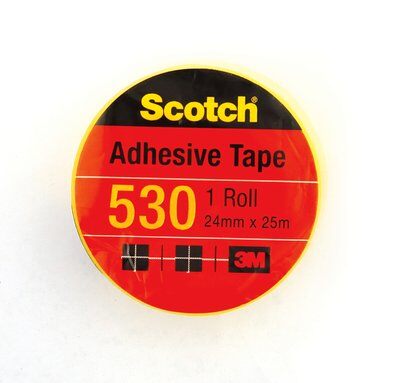 Scotch®
Adhesive Tape
530 1 Roll
24mm x 25m
3M